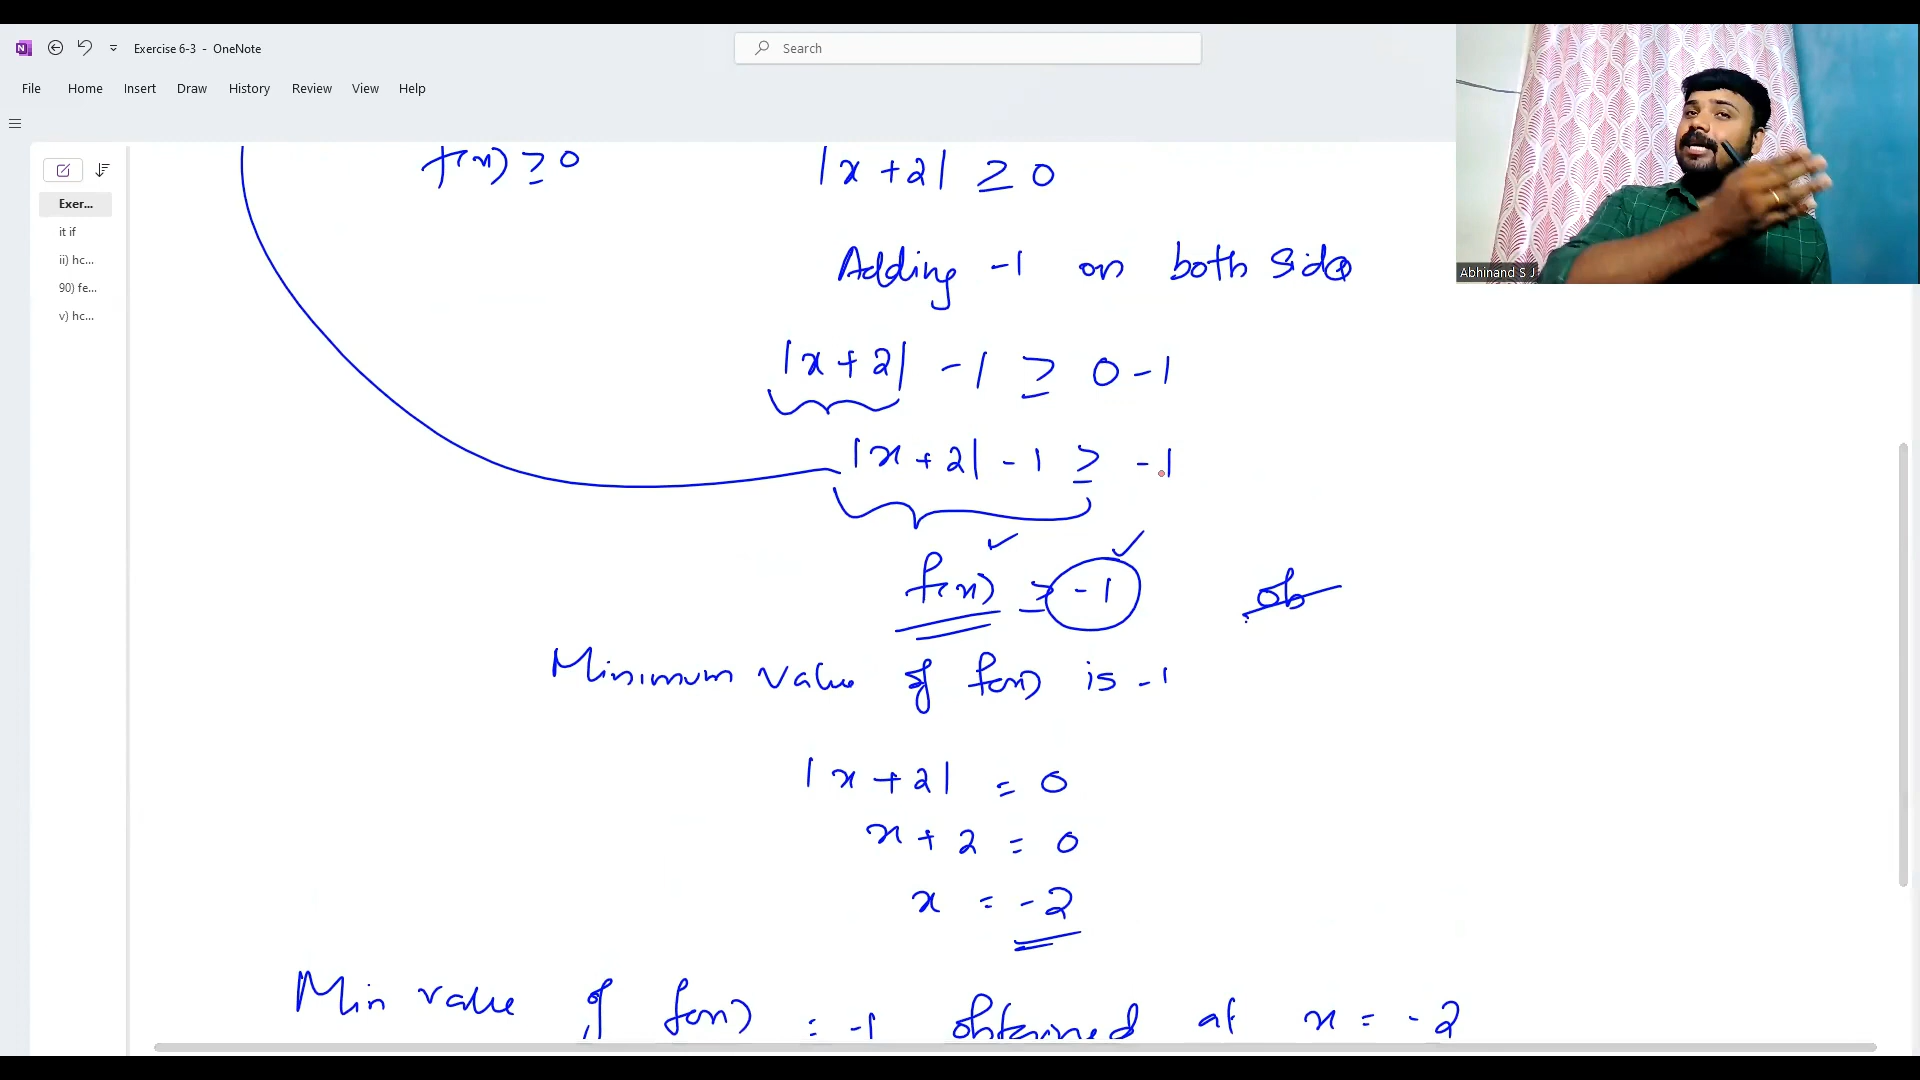 Exercise 6-3 - OneNote
Search
File Home Insert Draw History Review View Help
Exer...
it if
ii) hc...
90) fe...
v) hc...
Abhinand S J
f(x) ≥ 0
|x + 2| ≥ 0
Adding -1 on both Side
|x + 2| - 1 ≥ 0 - 1
|x + 2| - 1 ≥ -1
f(x) ≥ -1
ob
Minimum Value of f(x) is -1
|x + 2| = 0
x + 2 = 0
x = -2
Min value of f(x) = -1 obtained at x = -2